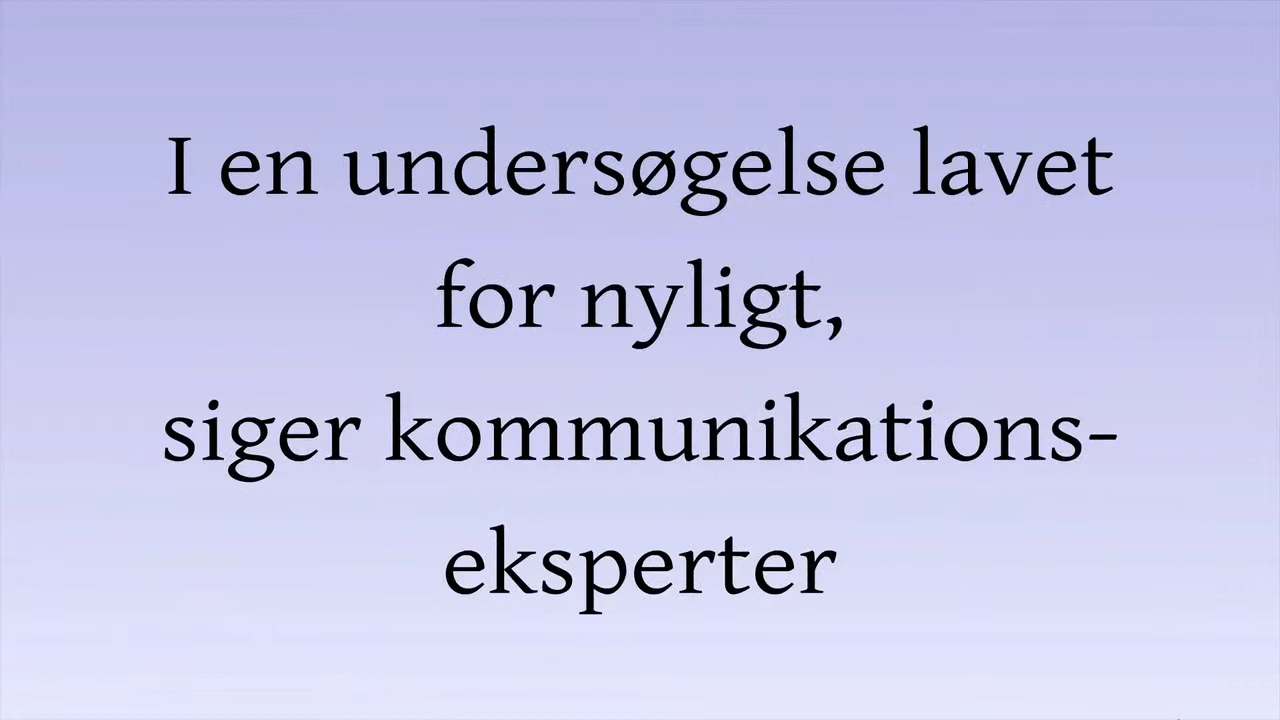 I en undersøgelse lavet
for nyligt,
siger kommunikations-
eksperter